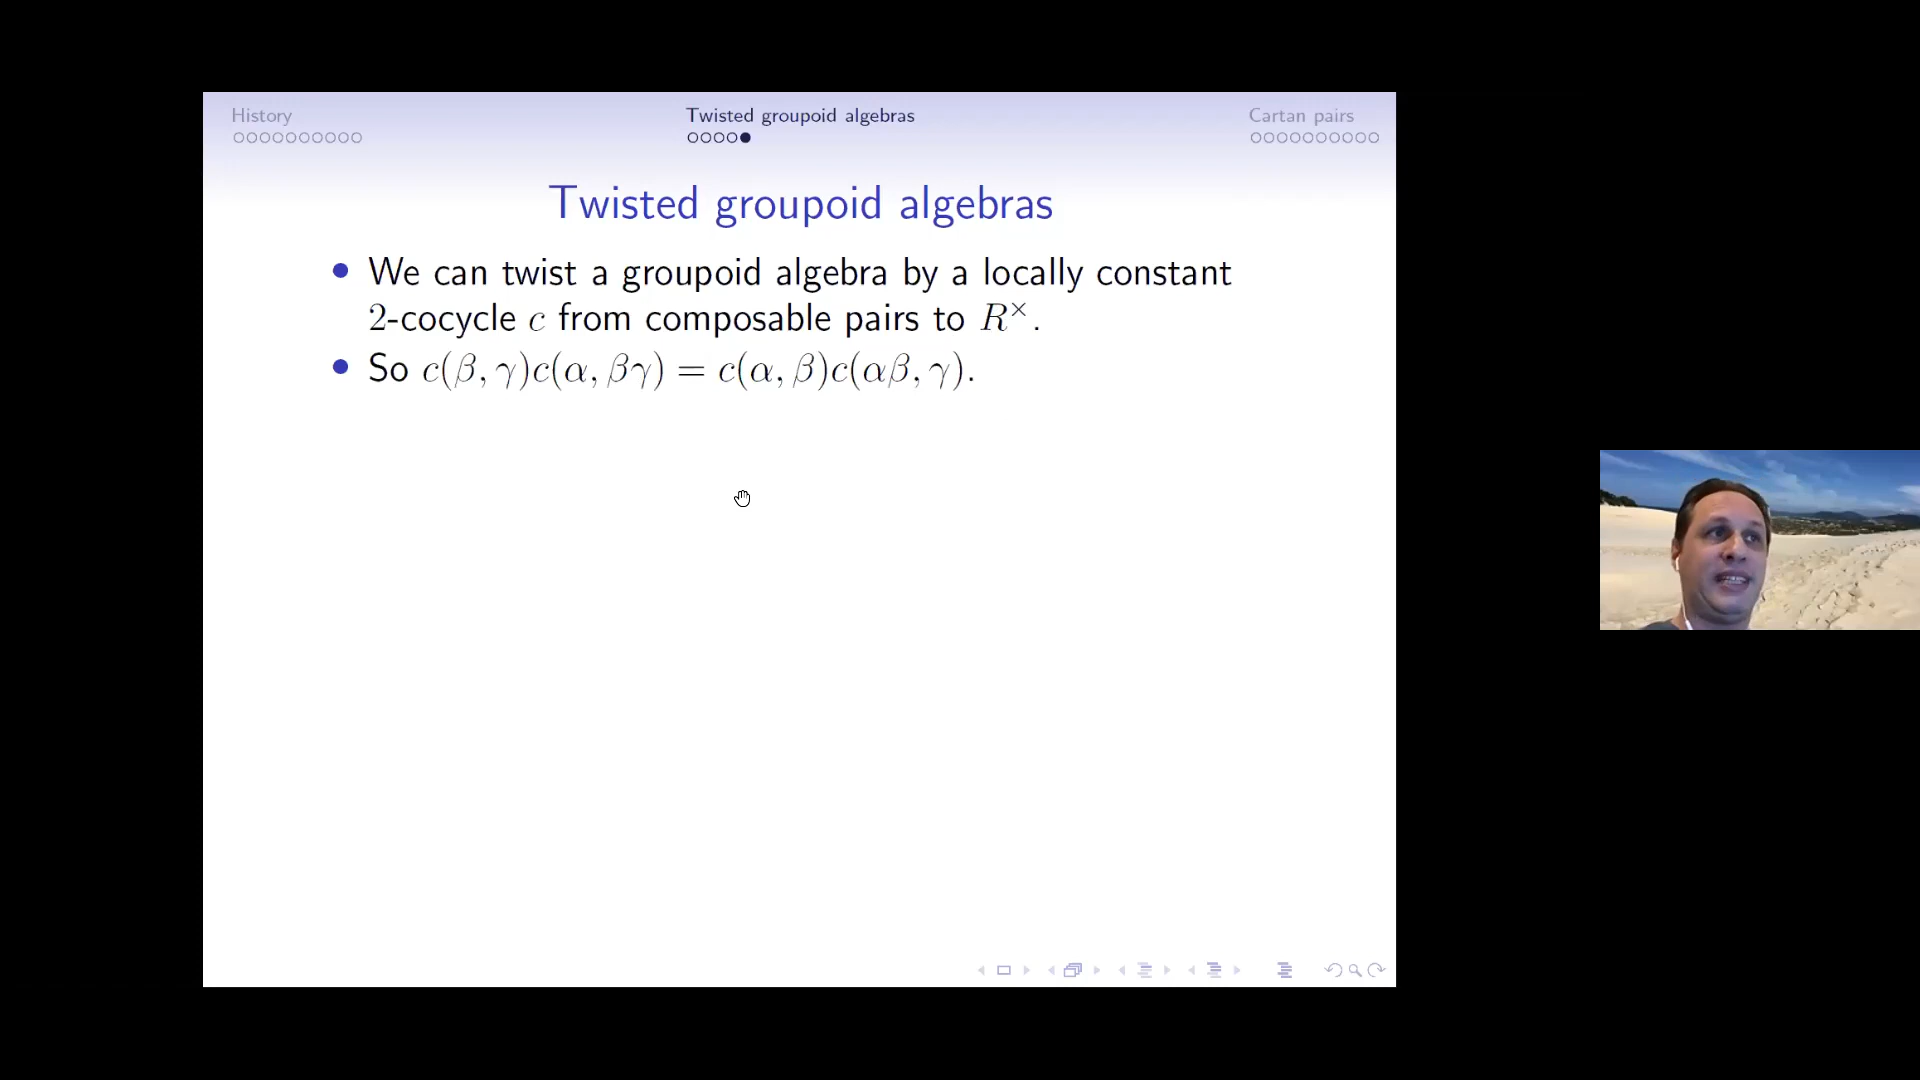 History
Twisted groupoid algebras
Cartan pairs
Twisted groupoid algebras
We can twist a groupoid algebra by a locally constant
2-cocycle c from composable pairs to R×.
So c(β, γ)c(α, βγ) = c(α, β)c(αβ, γ).